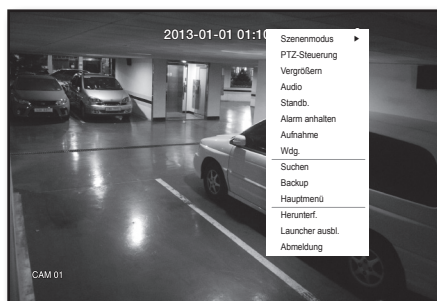 2013-01-01 01:10
Szenenmodus
PTZ-Steuerung
Vergrößern
Audio
Standb.
Alarm anhalten
Aufnahme
Wdg.
Suchen
Backup
Hauptmenü
Herunterf.
Launcher ausbl.
Abmeldung
CAM 01